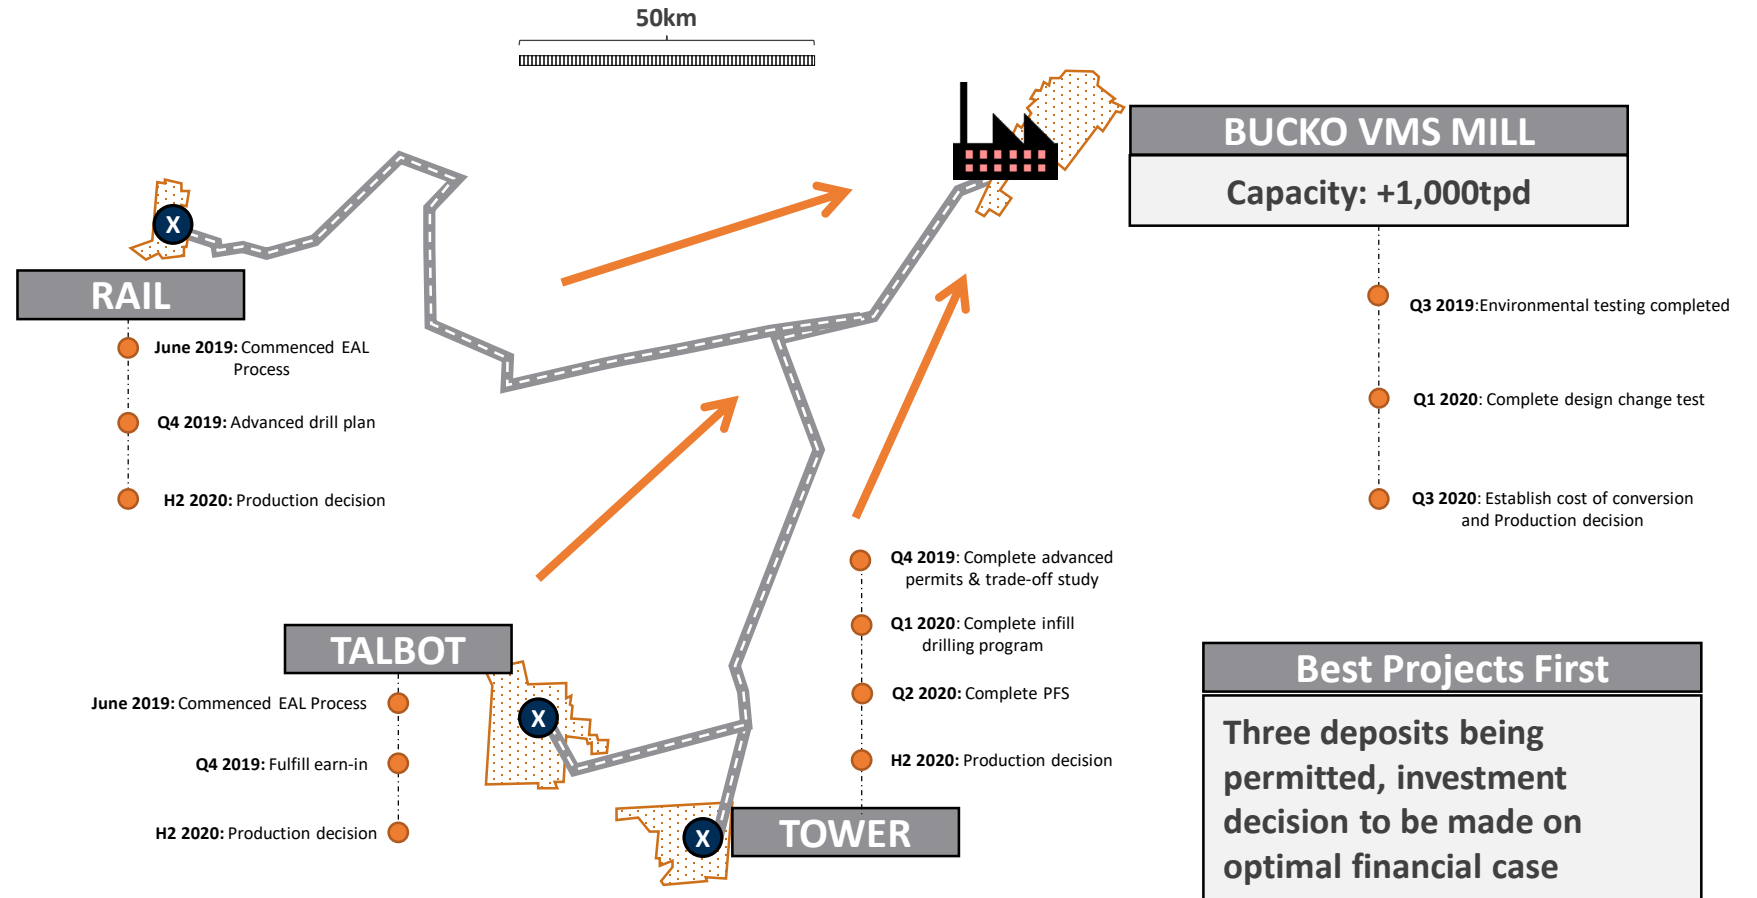 50km
BUCKO VMS MILL
Capacity: +1,000tpd
Q3 2019:Environmental testing completed
Q1 2020: Complete design change test
Q3 2020: Establish cost of conversion
and Production decision
X
RAIL
June 2019: Commenced EAL
Process
Q4 2019: Advanced drill plan
H2 2020: Production decision
TALBOT
X
June 2019: Commenced EAL Process
Q4 2019: Fulfill earn-in
H2 2020: Production decision
Q4 2019: Complete advanced
permits & trade-off study
Q1 2020: Complete infill
drilling program
Q2 2020: Complete PFS
H2 2020: Production decision
X
TOWER
Best Projects First
Three deposits being
permitted, investment
decision to be made on
optimal financial case